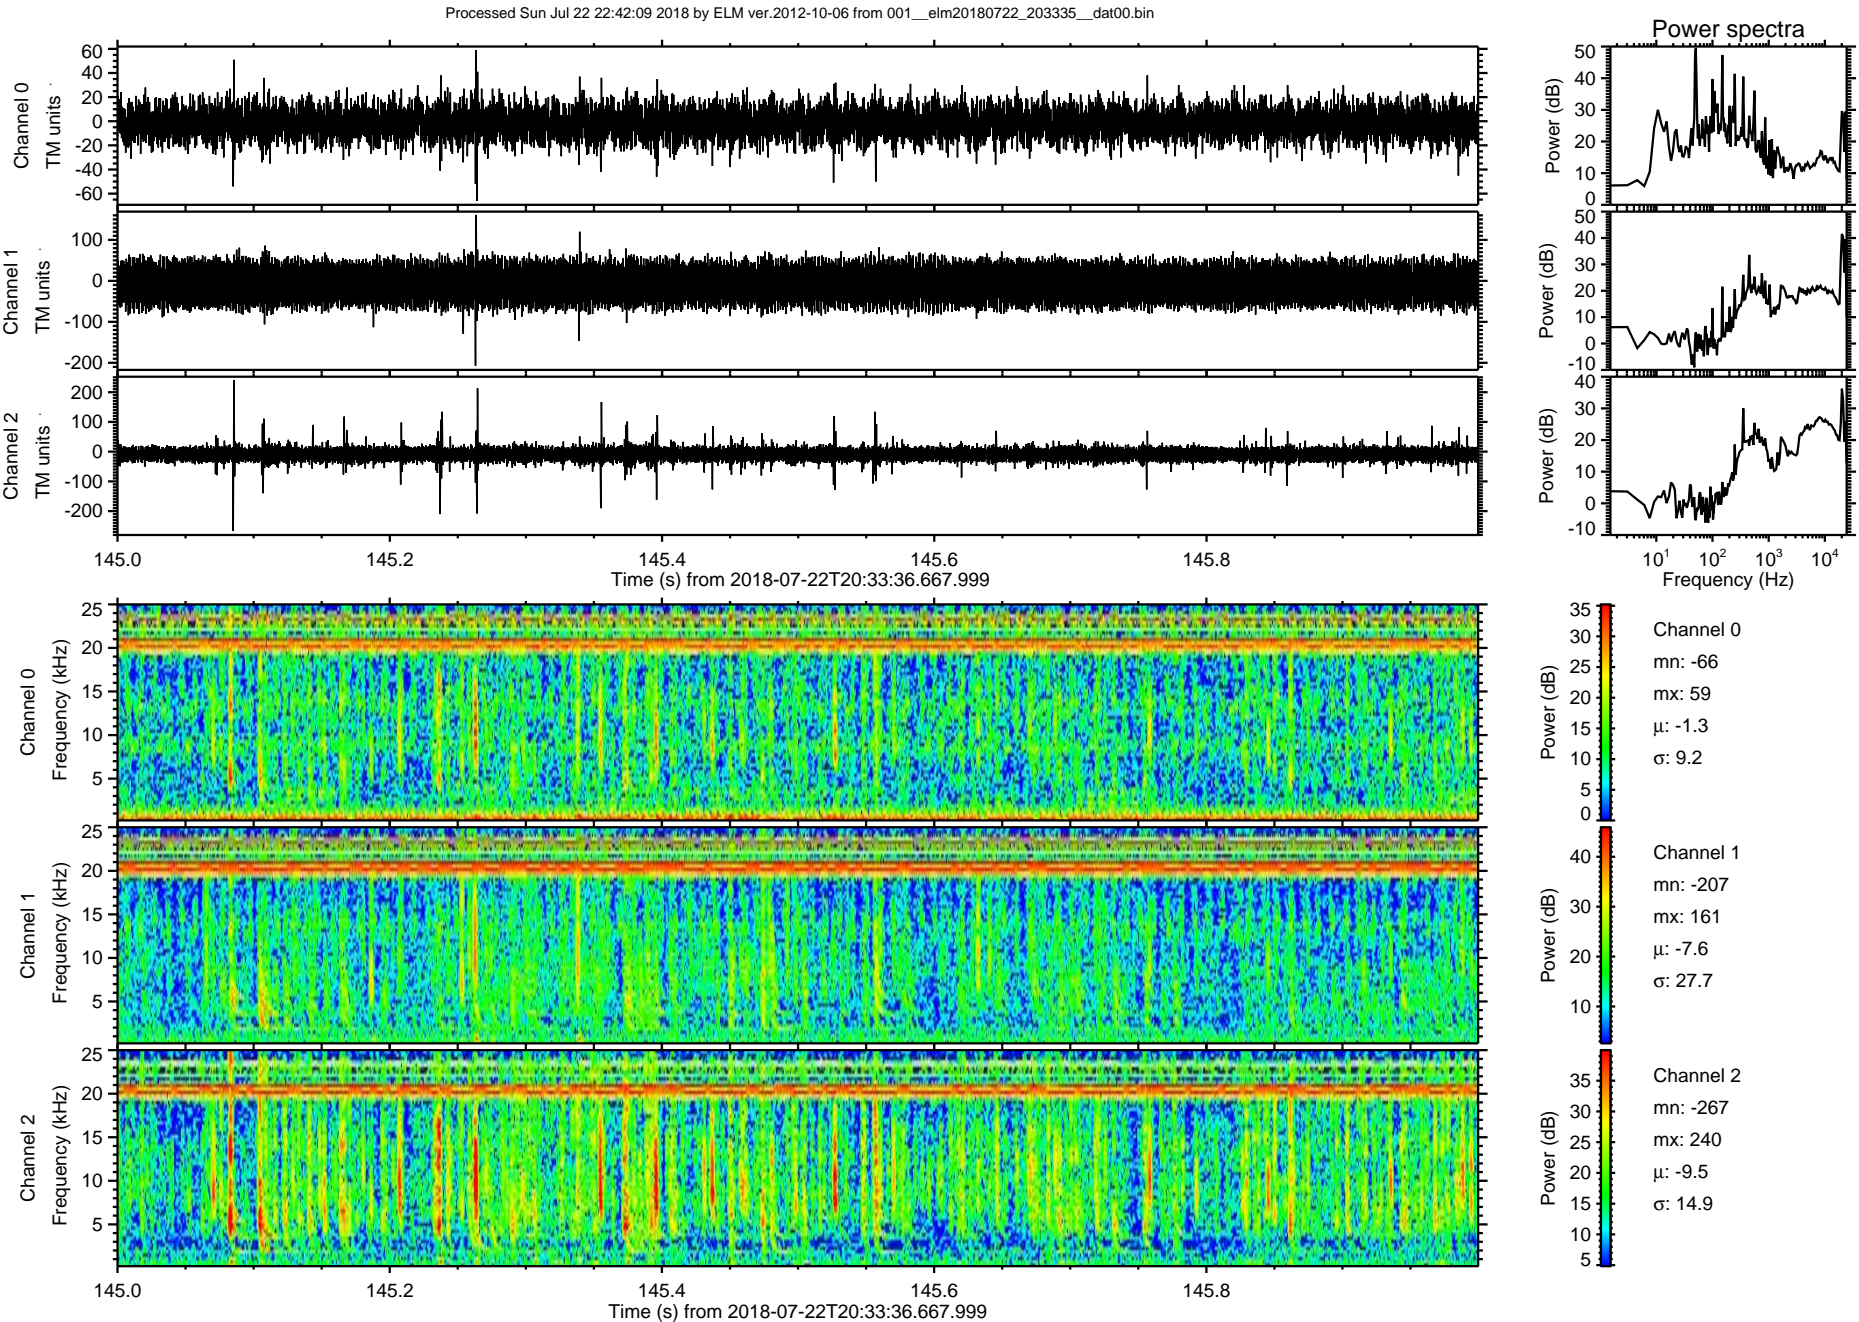 Processed Sun Jul 22 22:42:09 2018 by ELM ver.2012-10-06 from 001__elm20180722_203335__dat00.bin
Power spectra
Channel 0
TM units
60
40
20
0
-20
-40
-60
Power (dB)
50
40
30
20
10
0
Channel 1
TM units
100
0
-100
-200
Power (dB)
50
40
30
20
10
0
-10
Channel 2
TM units
200
100
0
-100
-200
Power (dB)
40
30
20
10
0
-10
145.0 145.2 145.4 145.6 145.8
Time (s) from 2018-07-22T20:33:36.667.999
10¹ 10² 10³ 10⁴
Frequency (Hz)
Channel 0
Frequency (kHz)
25
20
15
10
5
Power (dB)
35
30
25
20
15
10
5
0
Channel 0
mn: -66
mx: 59
µ: -1.3
σ: 9.2
Channel 1
Frequency (kHz)
25
20
15
10
5
Power (dB)
40
30
20
10
Channel 1
mn: -207
mx: 161
µ: -7.6
σ: 27.7
Channel 2
Frequency (kHz)
25
20
15
10
5
Power (dB)
35
30
25
20
15
10
5
Channel 2
mn: -267
mx: 240
µ: -9.5
σ: 14.9
145.0 145.2 145.4 145.6 145.8
Time (s) from 2018-07-22T20:33:36.667.999